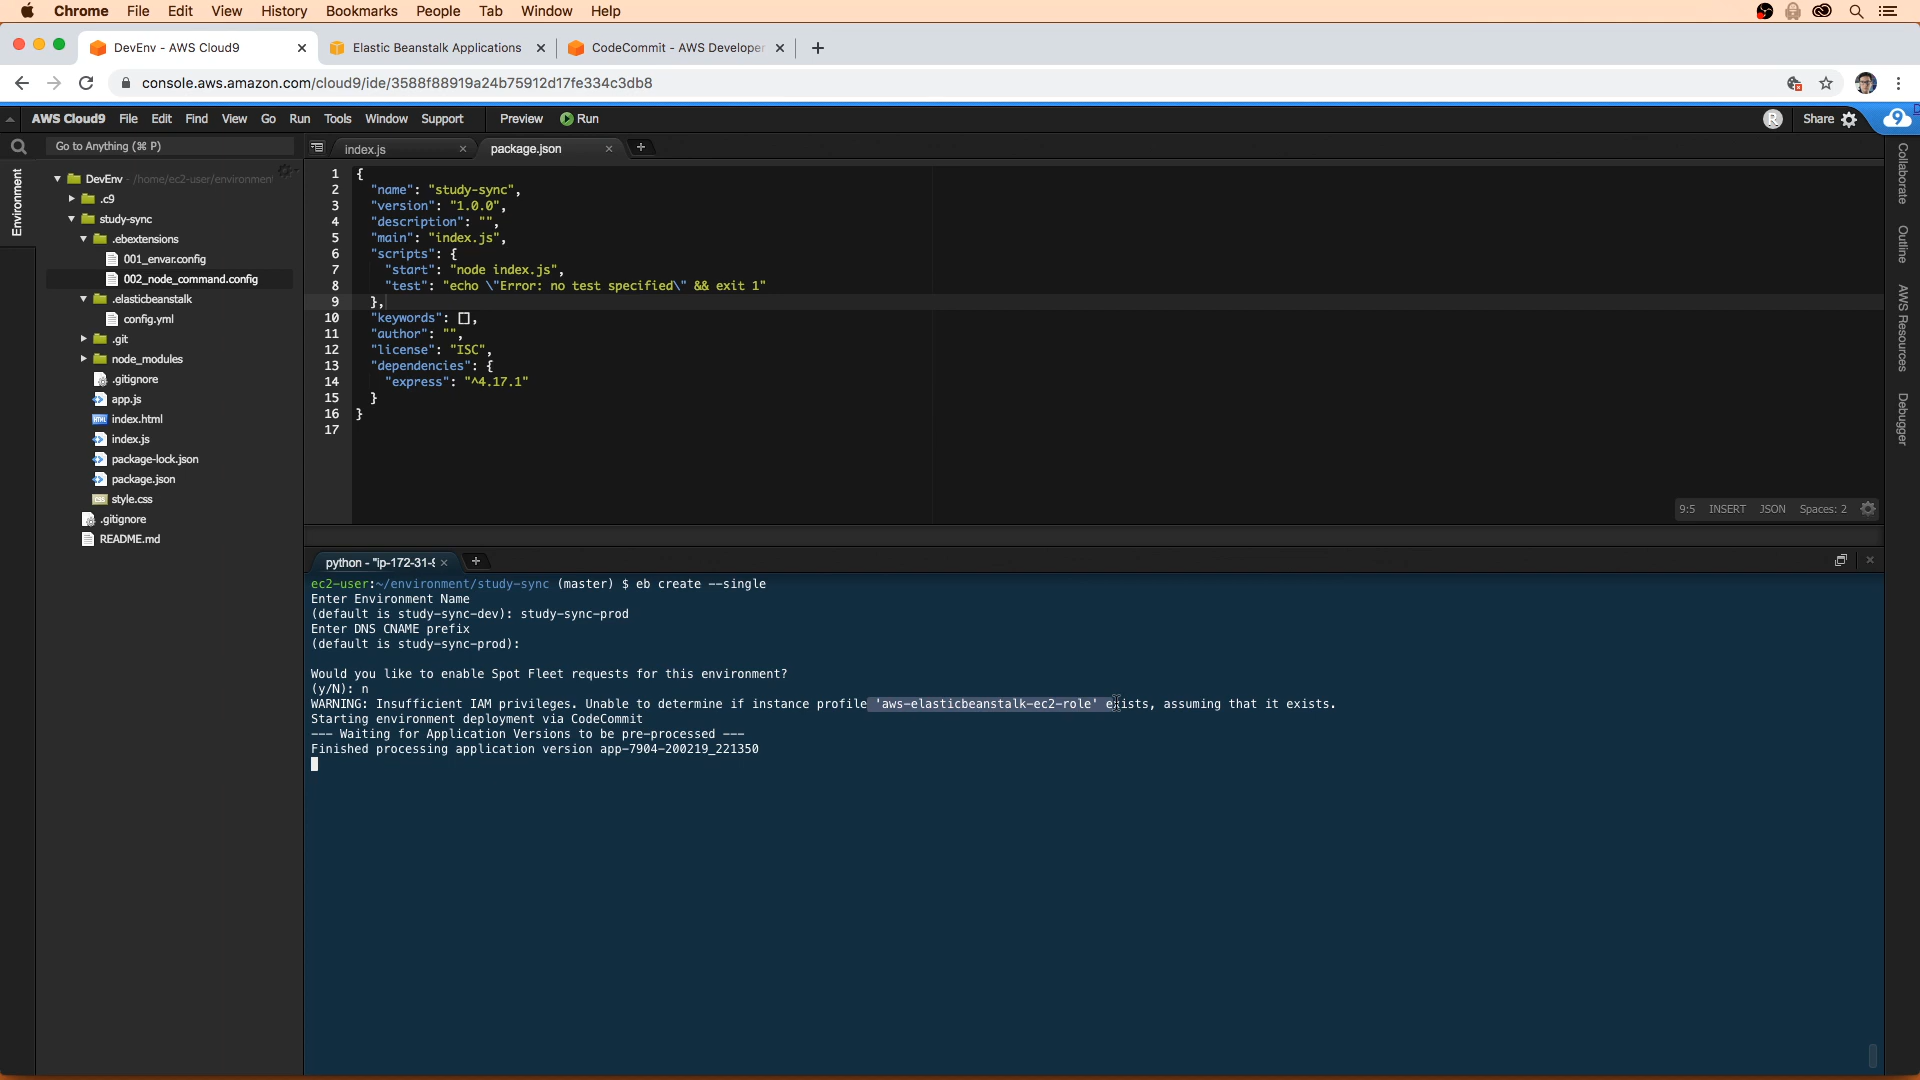 Chrome File Edit View History Bookmarks People Tab Window Help
DevEnv - AWS Cloud9
Elastic Beanstalk Applications
CodeCommit - AWS Developer
console.aws.amazon.com/cloud9/ide/3588f88919a24b75912d17fe334c3db8
AWS Cloud9 File Edit Find View Go Run Tools Window Support Preview Run
R Share 9
Go to Anything (⌘ P)
index.js
package.json
Environment
DevEnv - /home/ec2-user/environment
.c9
study-sync
.ebextensions
001_envar.config
002_node_command.config
.elasticbeanstalk
config.yml
.git
node_modules
.gitignore
app.js
index.html
index.js
package-lock.json
package.json
style.css
.gitignore
README.md
1 {
2 "name": "study-sync",
3 "version": "1.0.0",
4 "description": "",
5 "main": "index.js",
6 "scripts": {
7 "start": "node index.js",
8 "test": "echo \"Error: no test specified\" && exit 1"
9 },
10 "keywords": [],
11 "author": "",
12 "license": "ISC",
13 "dependencies": {
14 "express": "^4.17.1"
15 }
16 }
17
9:5 INSERT JSON Spaces: 2
Collaborate
Outline
AWS Resources
Debugger
python - "ip-172-31-8
ec2-user:~/environment/study-sync (master) $ eb create --single
Enter Environment Name
(default is study-sync-dev): study-sync-prod
Enter DNS CNAME prefix
(default is study-sync-prod):
Would you like to enable Spot Fleet requests for this environment?
(y/N): n
WARNING: Insufficient IAM privileges. Unable to determine if instance profile 'aws-elasticbeanstalk-ec2-role' exists, assuming that it exists.
Starting environment deployment via CodeCommit
--- Waiting for Application Versions to be pre-processed ---
Finished processing application version app-7904-200219_221350